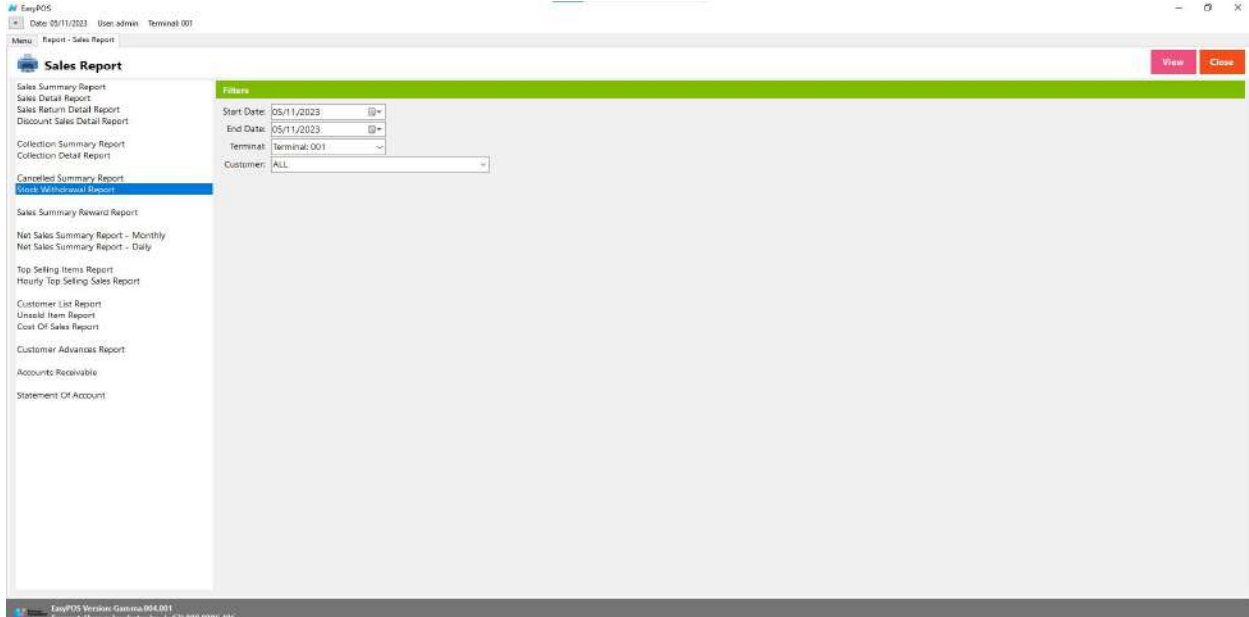 EasyPOS
Date: 05/11/2023 User: admin Terminal: 001
Menu Report - Sales Report
Sales Report
View Close
Sales Summary Report
Sales Detail Report
Sales Return Detail Report
Discount Sales Detail Report
Collection Summary Report
Collection Detail Report
Cancelled Summary Report
Stock Withdrawal Report
Sales Summary Reward Report
Net Sales Summary Report - Monthly
Net Sales Summary Report - Daily
Top Selling Items Report
Hourly Top Selling Sales Report
Customer List Report
Unsold Item Report
Cost Of Sales Report
Customer Advances Report
Accounts Receivable
Statement Of Account
Filters
Start Date: 05/11/2023
End Date: 05/11/2023
Terminal: Terminal: 001
Customer: ALL
EasyPOS Version: Gamma.004.001